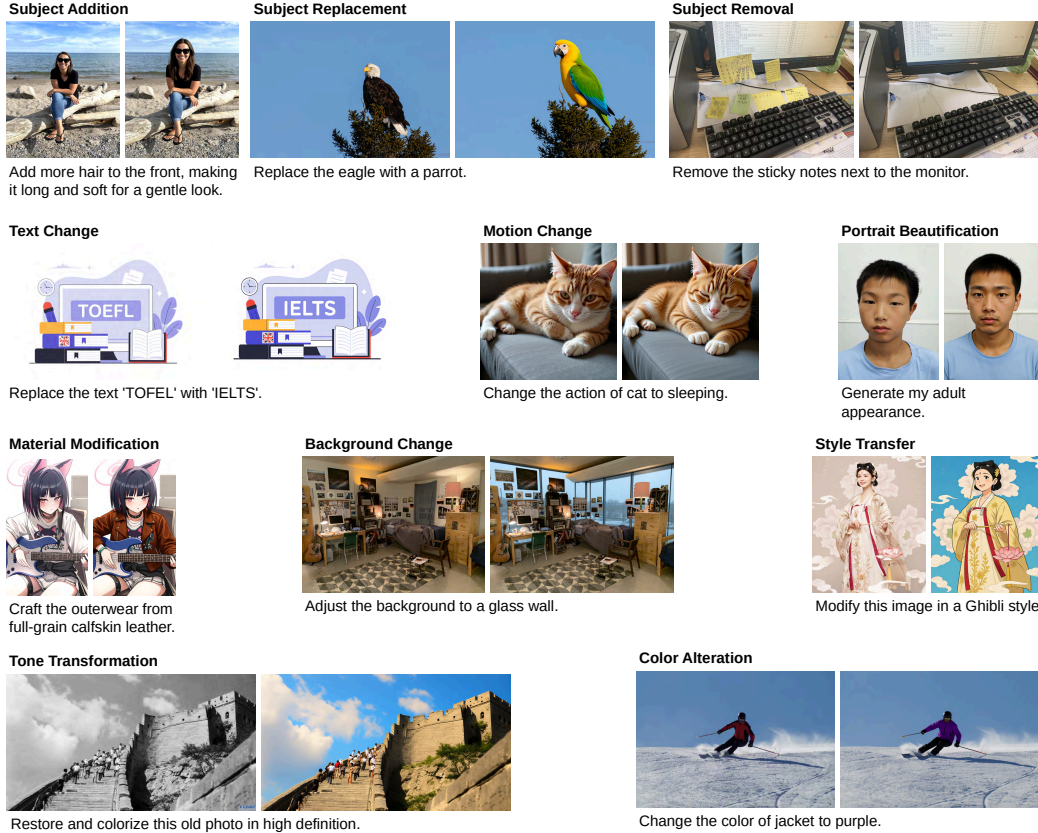 Subject Addition
Subject Replacement
Subject Removal
Add more hair to the front, making
it long and soft for a gentle look.
Replace the eagle with a parrot.
Remove the sticky notes next to the monitor.
Text Change
Motion Change
Portrait Beautification
TOEFL
IELTS
Replace the text 'TOFEL' with 'IELTS'.
Change the action of cat to sleeping.
Generate my adult
appearance.
Material Modification
Background Change
Style Transfer
Craft the outerwear from
full-grain calfskin leather.
Adjust the background to a glass wall.
Modify this image in a Ghibli style
Tone Transformation
Color Alteration
Restore and colorize this old photo in high definition.
Change the color of jacket to purple.